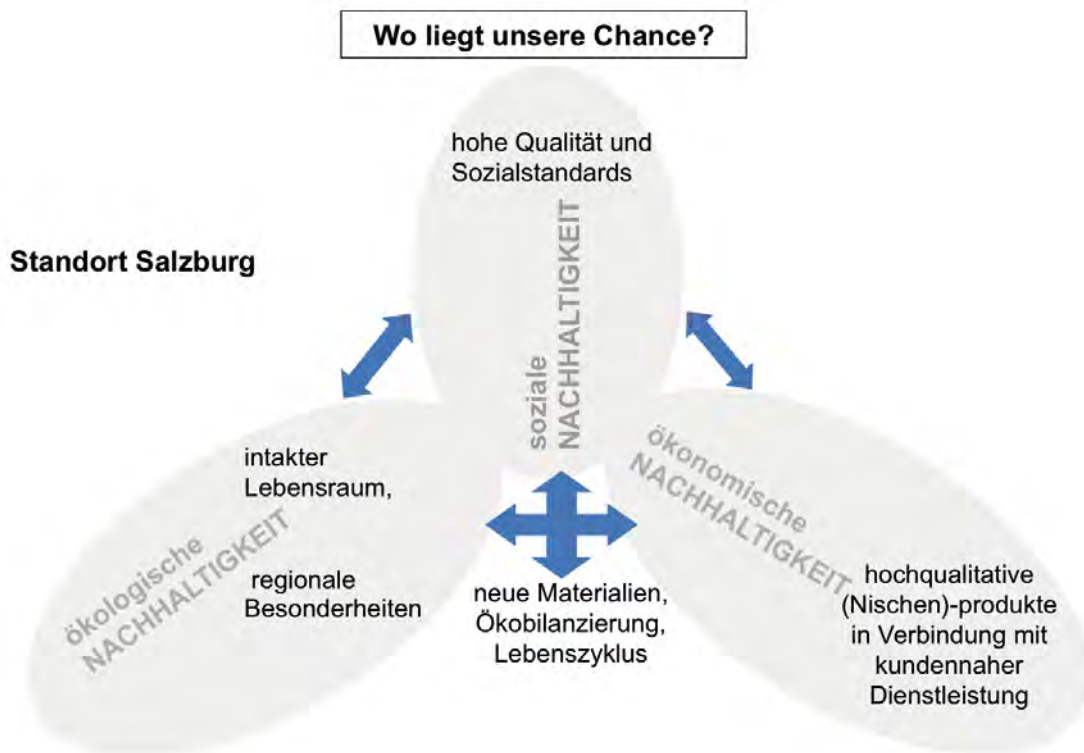 Wo liegt unsere Chance?
hohe Qualität und
Sozialstandards
Standort Salzburg
soziale
NACHHALTIGKEIT
intakter
Lebensraum,
ökologische
NACHHALTIGKEIT
regionale
Besonderheiten
neue Materialien,
Ökobilanzierung,
Lebenszyklus
ökonomische
NACHHALTIGKEIT
hochqualitative
(Nischen)-produkte
in Verbindung mit
kundennaher
Dienstleistung